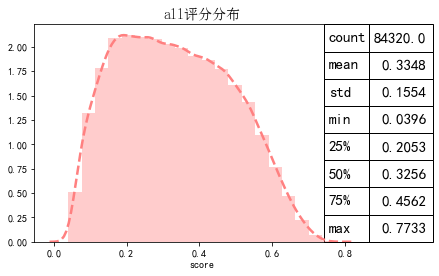 all评分分布
2.00
1.75
1.50
1.25
1.00
0.75
0.50
0.25
0.00
0.0 0.2 0.4 0.6 0.8
score
count 84320.0
mean 0.3348
std 0.1554
min 0.0396
25% 0.2053
50% 0.3256
75% 0.4562
max 0.7733